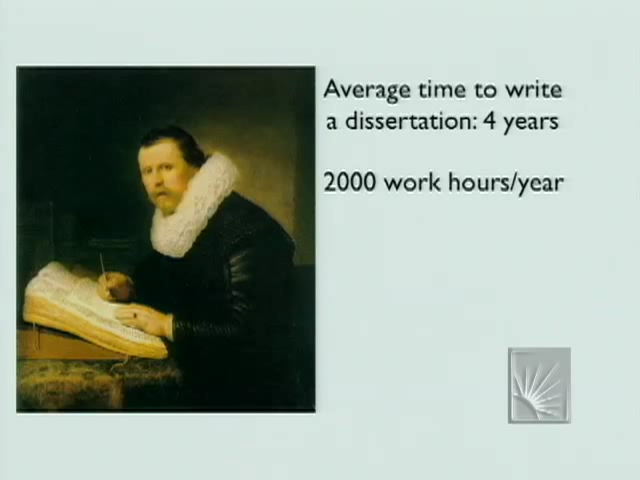 Average time to write
a dissertation: 4 years
2000 work hours/year